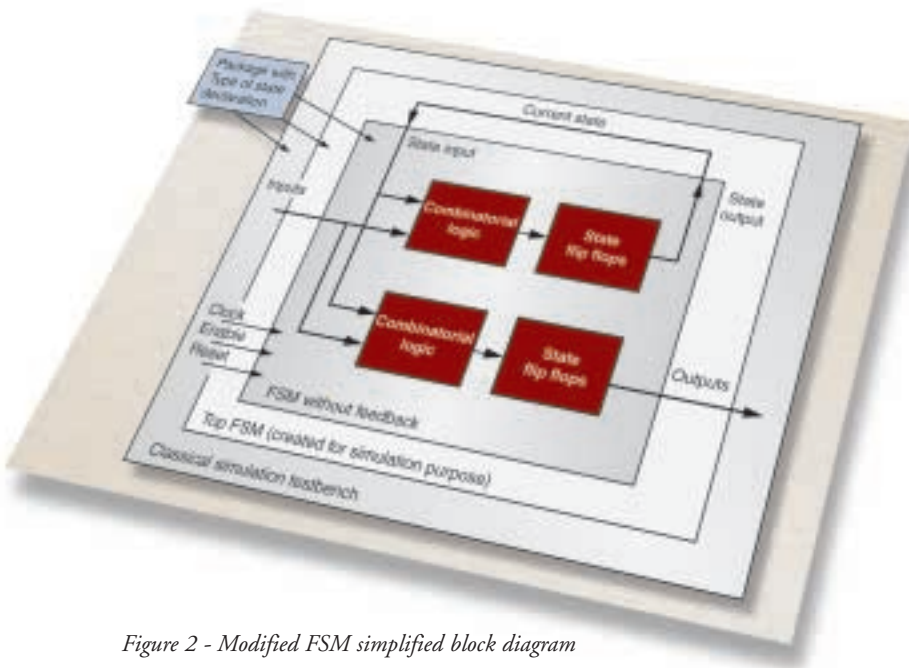 Package with
Type of state
declaration
Current state
State input
State
output
Inputs
Combinatorial
logic
State
flip flops
Clock
Enable
Reset
Combinatorial
logic
State
flip flops
Outputs
FSM without feedback
Top FSM (created for simulation purpose)
Classical simulation testbench
Figure 2 - Modified FSM simplified block diagram